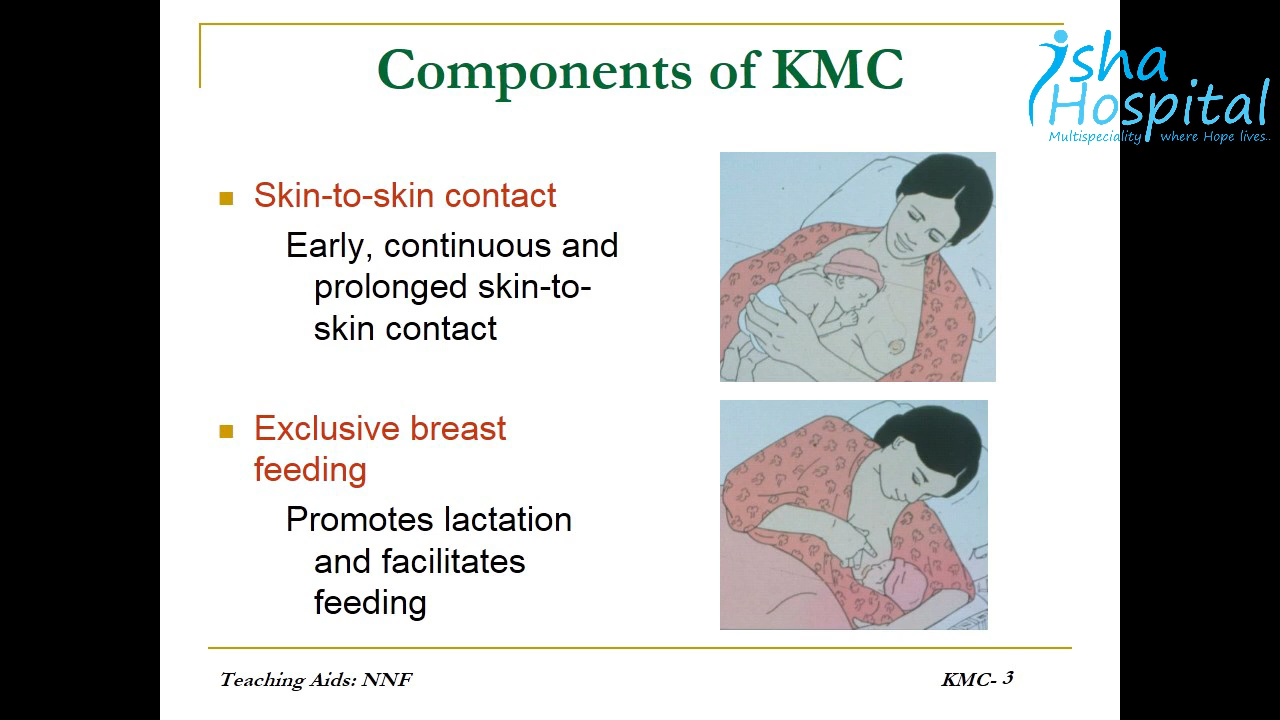 Components of KMC
isha
Hospital
Multispeciality where Hope lives..
Skin-to-skin contact
Early, continuous and
prolonged skin-to-
skin contact
Exclusive breast
feeding
Promotes lactation
and facilitates
feeding
Teaching Aids: NNF
KMC- 3